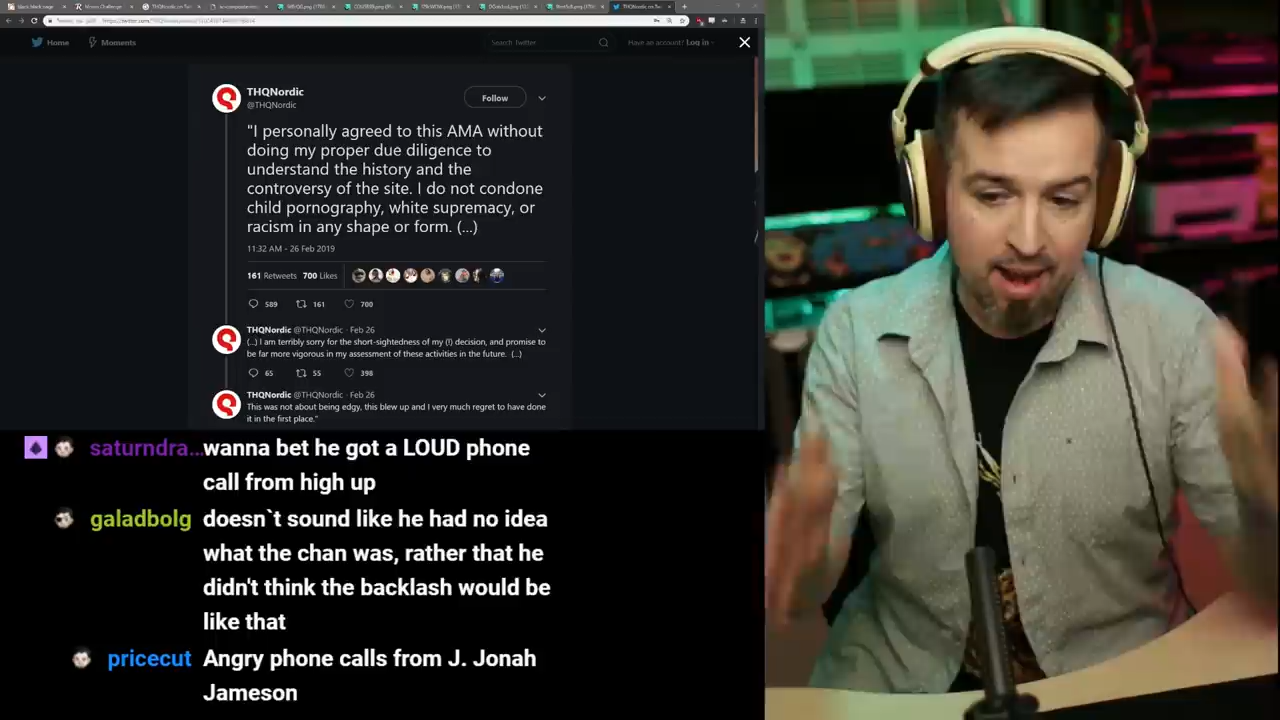 THQNordic on Twi
Home
Moments
Search Twitter
Have an account? Log in
THQNordic
@THQNordic
Follow
"I personally agreed to this AMA without
doing my proper due diligence to
understand the history and the
controversy of the site. I do not condone
child pornography, white supremacy, or
racism in any shape or form. (...)
11:32 AM - 26 Feb 2019
161 Retweets 700 Likes
589 161 700
THQNordic @THQNordic · Feb 26
(...) I am terribly sorry for the short-sightedness of my (!) decision, and promise to
be far more vigorous in my assessment of these activities in the future. (...)
65 55 398
THQNordic @THQNordic · Feb 26
This was not about being edgy, this blew up and I very much regret to have done
it in the first place."
saturndra... wanna bet he got a LOUD phone
call from high up
galadbolg doesn`t sound like he had no idea
what the chan was, rather that he
didn't think the backlash would be
like that
pricecut Angry phone calls from J. Jonah
Jameson